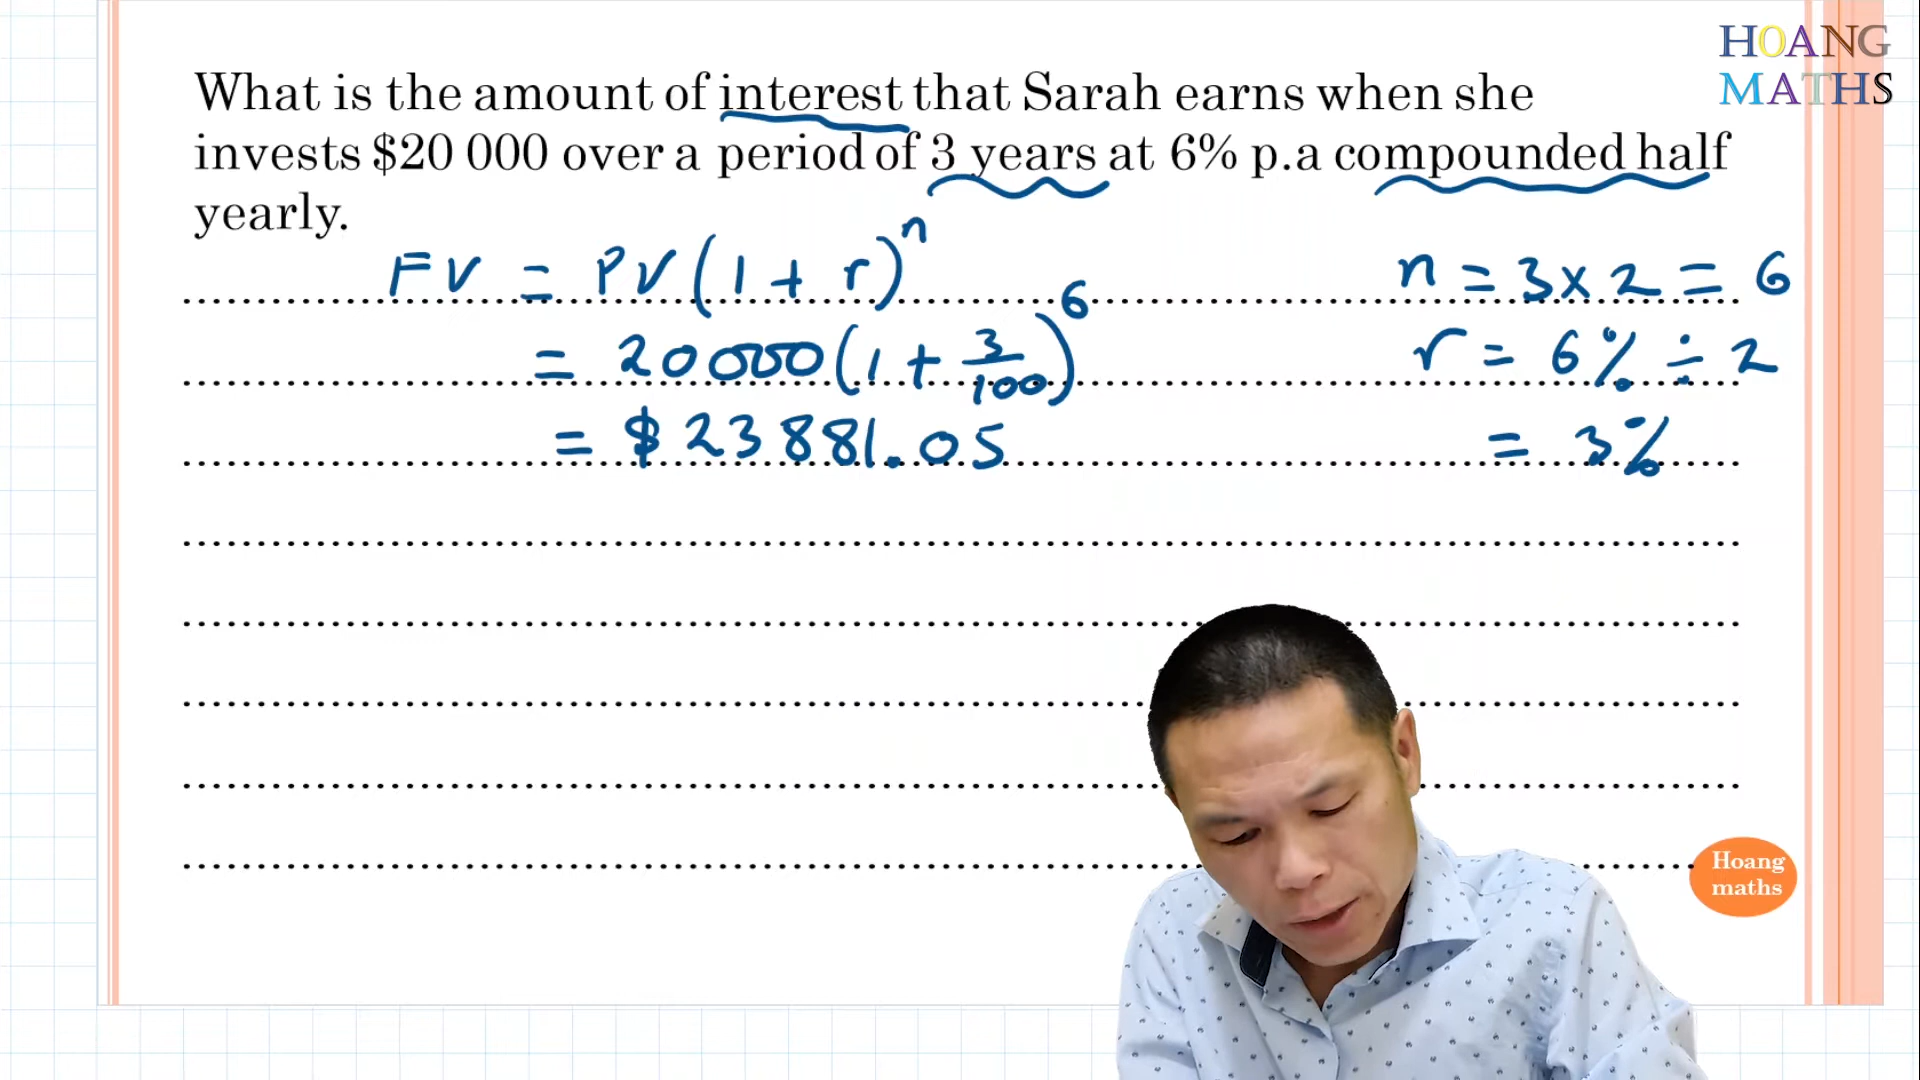 HOANG
MATHS
What is the amount of interest that Sarah earns when she
invests $20 000 over a period of 3 years at 6% p.a compounded half
yearly.
FV = PV(1 + r)^n
n = 3 x 2 = 6
= 20000(1 + 3/100)^6
r = 6% ÷ 2
= $23881.05
= 3%
Hoang
maths